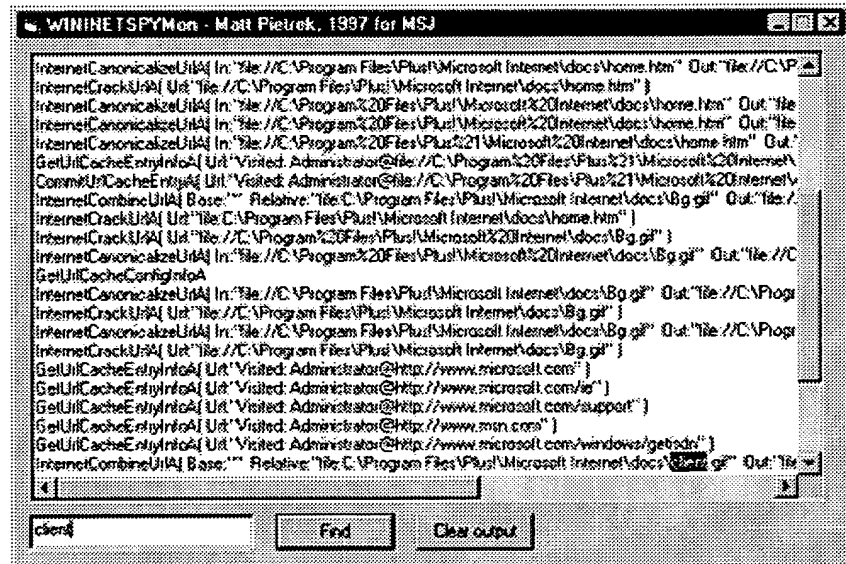 WININETSPYMon - Matt Pietrek, 1997 for MSJ
InternetCanonicalizeUrlA( In:"file://C:\Program Files\Plus!\Microsoft Internet\docs\home.htm" Out:"file://C:\P
InternetCrackUrlA( Url:"file://C:\Program Files\Plus!\Microsoft Internet\docs\home.htm" )
InternetCanonicalizeUrlA( In:"file://C:\Program%20Files\Plus!\Microsoft%20Internet\docs\home.htm" Out:"file
InternetCanonicalizeUrlA( In:"file://C:\Program%20Files\Plus!\Microsoft%20Internet\docs\home.htm" Out:"file
InternetCanonicalizeUrlA( In:"file://C:\Program%20Files\Plus%21\Microsoft%20Internet\docs\home.htm" Out:"
GetUrlCacheEntryInfoA( Url:"Visited: Administrator@file://C:\Program%20Files\Plus%21\Microsoft%20Internet\
CommitUrlCacheEntryA( Url:"Visited: Administrator@file://C:\Program%20Files\Plus%21\Microsoft%20Internet\
InternetCombineUrlA( Base:"" Relative:"file:C:\Program Files\Plus!\Microsoft Internet\docs\Bg.gif" Out:"file:/
InternetCrackUrlA( Url:"file://C:\Program Files\Plus!\Microsoft Internet\docs\home.htm" )
InternetCrackUrlA( Url:"file://C:\Program%20Files\Plus!\Microsoft%20Internet\docs\Bg.gif" )
InternetCanonicalizeUrlA( In:"file://C:\Program%20Files\Plus!\Microsoft%20Internet\docs\Bg.gif" Out:"file://C
GetUrlCacheConfigInfoA
InternetCanonicalizeUrlA( In:"file://C:\Program Files\Plus!\Microsoft Internet\docs\Bg.gif" Out:"file://C:\Progr
InternetCrackUrlA( Url:"file://C:\Program Files\Plus!\Microsoft Internet\docs\Bg.gif" )
InternetCanonicalizeUrlA( In:"file://C:\Program Files\Plus!\Microsoft Internet\docs\Bg.gif" Out:"file://C:\Progr
InternetCrackUrlA( Url:"file://C:\Program Files\Plus!\Microsoft Internet\docs\Bg.gif" )
GetUrlCacheEntryInfoA( Url:"Visited: Administrator@http://www.microsoft.com" )
GetUrlCacheEntryInfoA( Url:"Visited: Administrator@http://www.microsoft.com/ie" )
GetUrlCacheEntryInfoA( Url:"Visited: Administrator@http://www.microsoft.com/support" )
GetUrlCacheEntryInfoA( Url:"Visited: Administrator@http://www.msn.com" )
GetUrlCacheEntryInfoA( Url:"Visited: Administrator@http://www.microsoft.com/windows/getisdn" )
InternetCombineUrlA( Base:"" Relative:"file:C:\Program Files\Plus!\Microsoft Internet\docs\client.gif" Out:"file
client Find Clear output